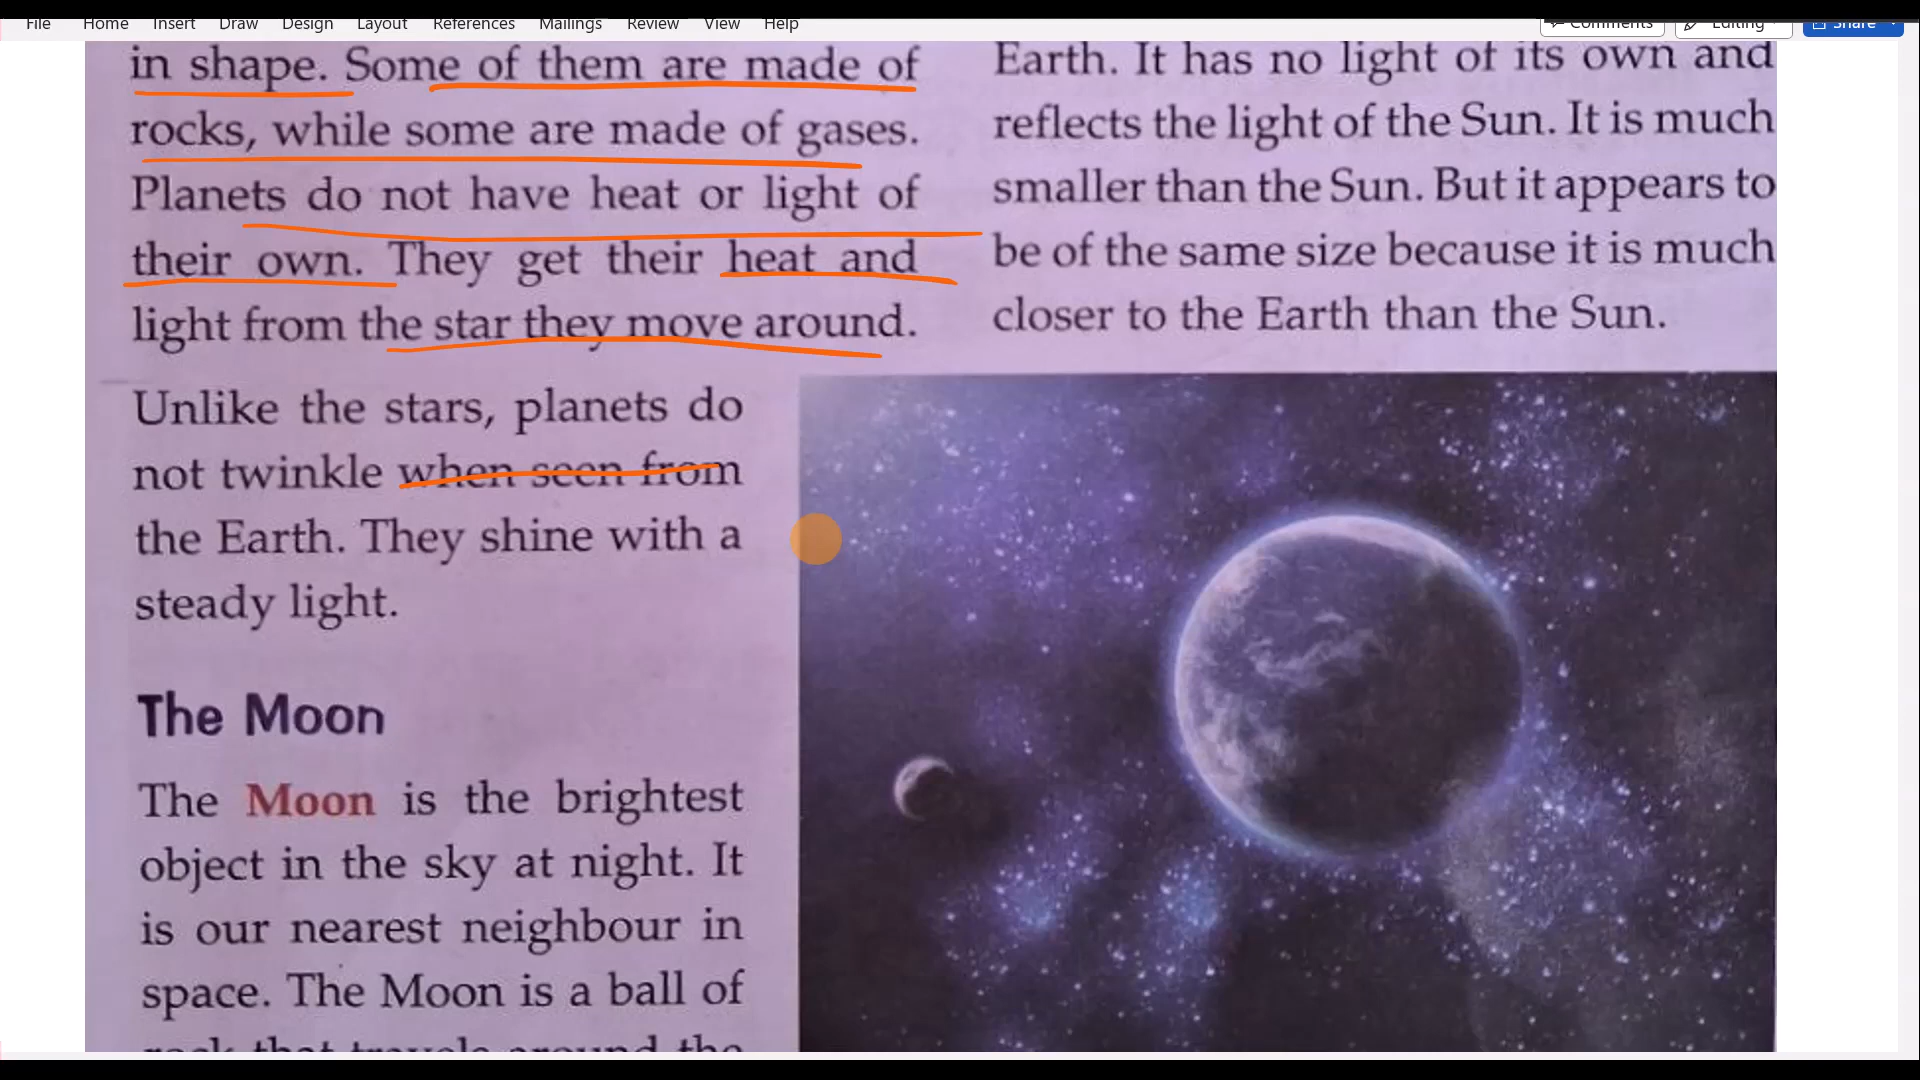 File Home Insert Draw Design Layout References Mailings Review View Help Comments Editing Share
in shape. Some of them are made of
rocks, while some are made of gases.
Planets do not have heat or light of
their own. They get their heat and
light from the star they move around.
Unlike the stars, planets do
not twinkle when seen from
the Earth. They shine with a
steady light.
The Moon
The Moon is the brightest
object in the sky at night. It
is our nearest neighbour in
space. The Moon is a ball of
rock that travels around the
Earth. It has no light of its own and
reflects the light of the Sun. It is much
smaller than the Sun. But it appears to
be of the same size because it is much
closer to the Earth than the Sun.